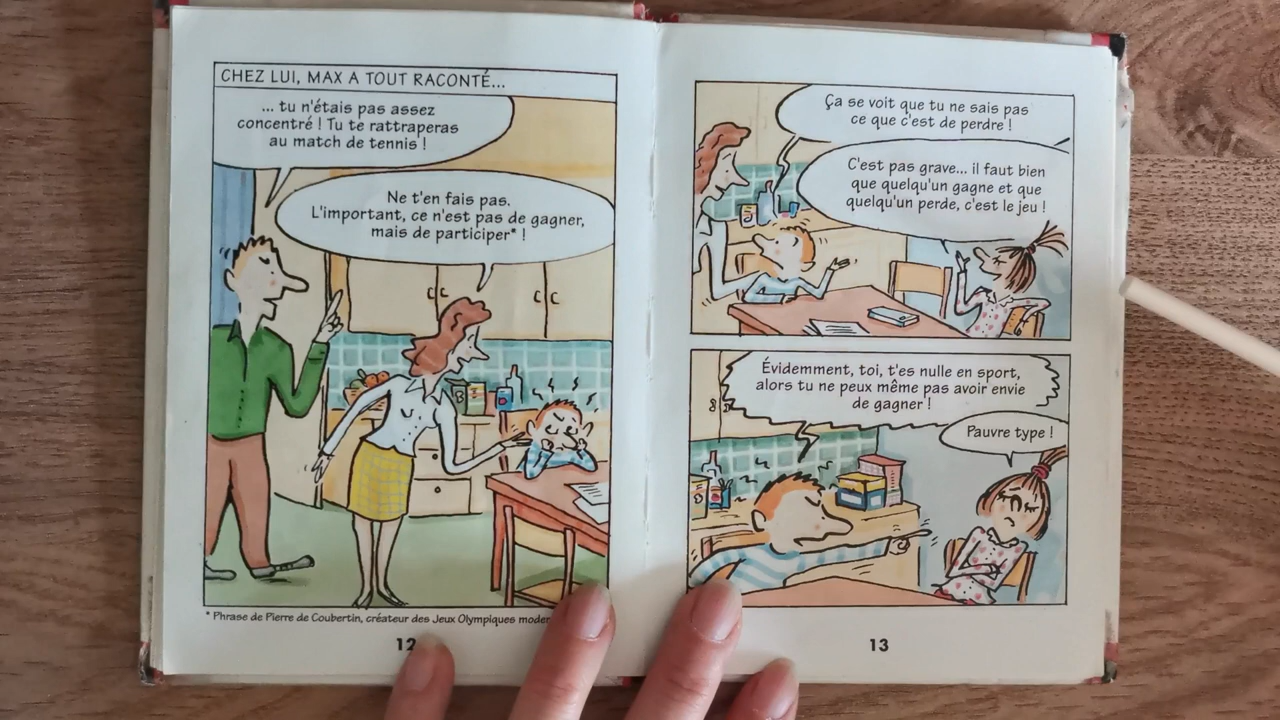 CHEZ LUI, MAX A TOUT RACONTÉ...
... tu n'étais pas assez
concentré ! Tu te rattraperas
au match de tennis !
Ne t'en fais pas.
L'important, ce n'est pas de gagner,
mais de participer* !
* Phrase de Pierre de Coubertin, créateur des Jeux Olympiques
12
Ça se voit que tu ne sais pas
ce que c'est de perdre !
C'est pas grave... il faut bien
que quelqu'un gagne et que
quelqu'un perde, c'est le jeu !
Évidemment, toi, t'es nulle en sport,
alors tu ne peux même pas avoir envie
de gagner !
Pauvre type !
13